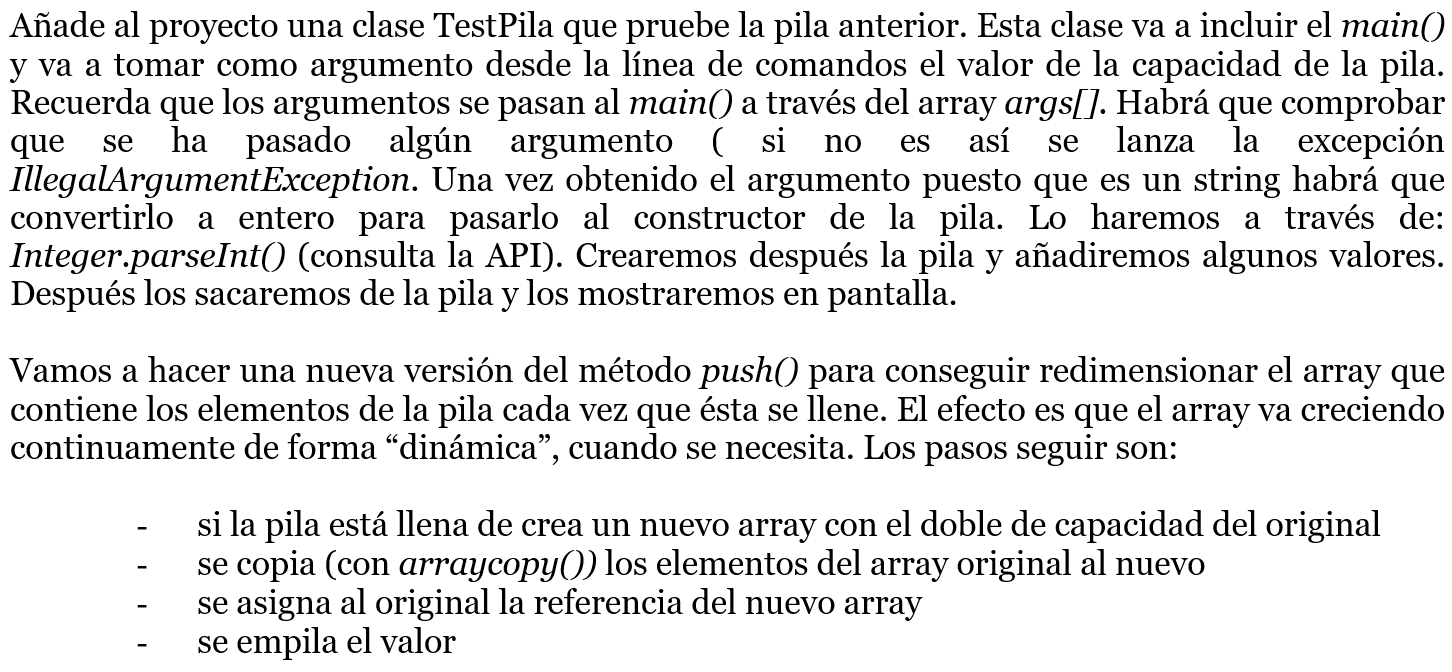 Añade al proyecto una clase TestPila que pruebe la pila anterior. Esta clase va a incluir el main()
y va a tomar como argumento desde la línea de comandos el valor de la capacidad de la pila.
Recuerda que los argumentos se pasan al main() a través del array args[]. Habrá que comprobar
que se ha pasado algún argumento ( si no es así se lanza la excepción
IllegalArgumentException. Una vez obtenido el argumento puesto que es un string habrá que
convertirlo a entero para pasarlo al constructor de la pila. Lo haremos a través de:
Integer.parseInt() (consulta la API). Crearemos después la pila y añadiremos algunos valores.
Después los sacaremos de la pila y los mostraremos en pantalla.
Vamos a hacer una nueva versión del método push() para conseguir redimensionar el array que
contiene los elementos de la pila cada vez que ésta se llene. El efecto es que el array va creciendo
continuamente de forma “dinámica”, cuando se necesita. Los pasos seguir son:
- si la pila está llena de crea un nuevo array con el doble de capacidad del original
- se copia (con arraycopy()) los elementos del array original al nuevo
- se asigna al original la referencia del nuevo array
- se empila el valor